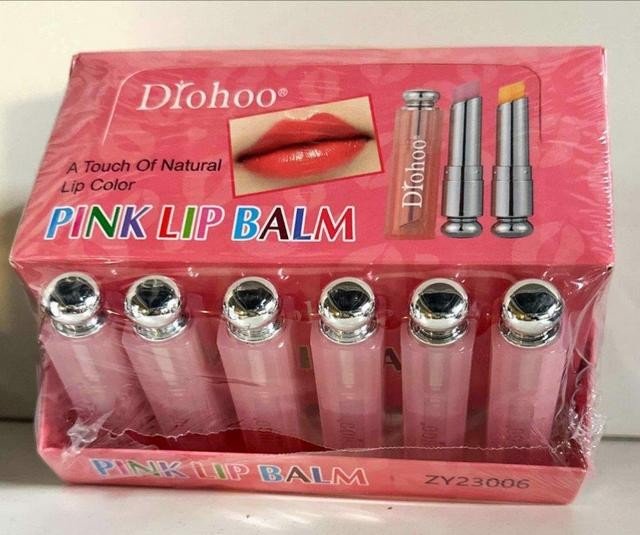 Diohoo®
A Touch Of Natural
Lip Color
PINK LIP BALM
Diohoo
PINK LIP BALM
ZY23006